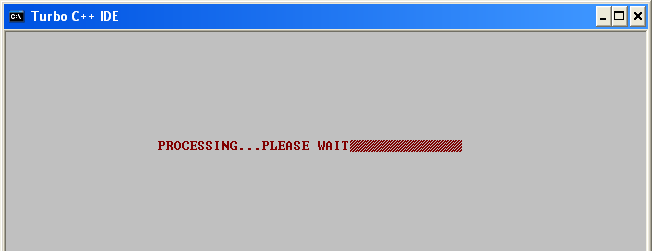 C:\ Turbo C++ IDE
PROCESSING...PLEASE WAIT